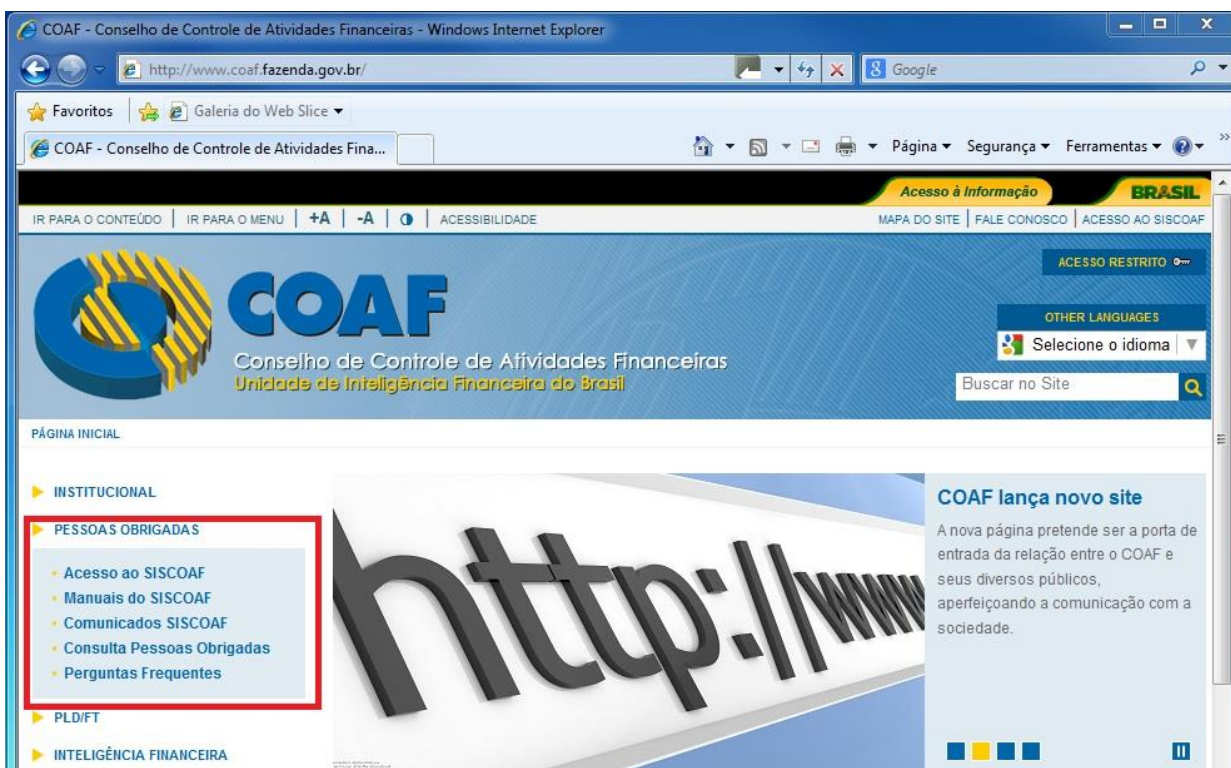 COAF - Conselho de Controle de Atividades Financeiras - Windows Internet Explorer
http://www.coaf.fazenda.gov.br/
Google
Favoritos
Galeria do Web Slice
COAF - Conselho de Controle de Atividades Fina...
Página
Segurança
Ferramentas
Acesso à Informação
BRASIL
IR PARA O CONTEÚDO | IR PARA O MENU | +A | -A | ACESSIBILIDADE
MAPA DO SITE | FALE CONOSCO | ACESSO AO SISCOAF
ACESSO RESTRITO
COAF
Conselho de Controle de Atividades Financeiras
Unidade de Inteligência Financeira do Brasil
OTHER LANGUAGES
Selecione o idioma
Buscar no Site
PÁGINA INICIAL
INSTITUCIONAL
PESSOAS OBRIGADAS
Acesso ao SISCOAF
Manuais do SISCOAF
Comunicados SISCOAF
Consulta Pessoas Obrigadas
Perguntas Frequentes
PLD/FT
INTELIGÊNCIA FINANCEIRA
http://www
COAF lança novo site
A nova página pretende ser a porta de
entrada da relação entre o COAF e
seus diversos públicos,
aperfeiçoando a comunicação com a
sociedade.